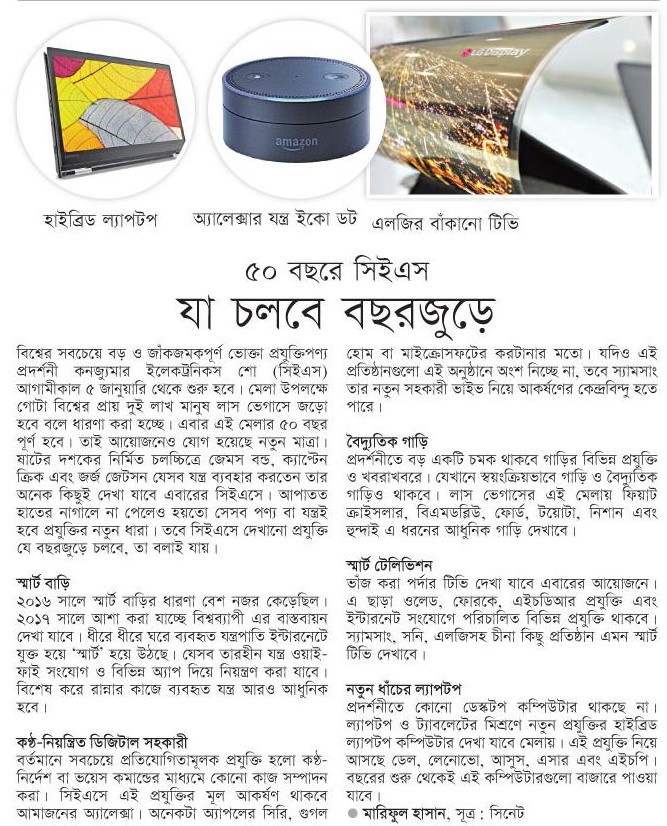 LG Display
amazon
হাইব্রিড ল্যাপটপ
অ্যালেক্সার যন্ত্র ইকো ডট
এলজির বাঁকানো টিভি
৫০ বছরে সিইএস
যা চলবে বছরজুড়ে
বিশ্বের সবচেয়ে বড় ও জাঁকজমকপূর্ণ ভোক্তা প্রযুক্তিপণ্য
প্রদর্শনী কনজ্যুমার ইলেকট্রনিকস শো (সিইএস)
আগামীকাল ৫ জানুয়ারি থেকে শুরু হবে। মেলা উপলক্ষে
গোটা বিশ্বের প্রায় দুই লাখ মানুষ লাস ভেগাসে জড়ো
হবে বলে ধারণা করা হচ্ছে। এবার এই মেলার ৫০ বছর
পূর্ণ হবে। তাই আয়োজনেও যোগ হয়েছে নতুন মাত্রা।
ষাটের দশকের নির্মিত চলচ্চিত্রে জেমস বন্ড, ক্যাপ্টেন
ক্রিক এবং জর্জ জেটসন যেসব যন্ত্র ব্যবহার করতেন তার
অনেক কিছুই দেখা যাবে এবারের সিইএসে। আপাতত
হাতের নাগালে না পেলেও হয়তো সেসব পণ্য বা যন্ত্রই
হবে প্রযুক্তির নতুন ধারা। তবে সিইএসে দেখানো প্রযুক্তি
যে বছরজুড়ে চলবে, তা বলাই যায়।
স্মার্ট বাড়ি
২০১৬ সালে স্মার্ট বাড়ির ধারণা বেশ নজর কেড়েছিল।
২০১৭ সালে আশা করা যাচ্ছে বিশ্বব্যাপী এর বাস্তবায়ন
দেখা যাবে। ধীরে ধীরে ঘরে ব্যবহৃত যন্ত্রপাতি ইন্টারনেটে
যুক্ত হয়ে ‘স্মার্ট’ হয়ে উঠছে। যেসব তারহীন যন্ত্র ওয়াই-
ফাই সংযোগ ও বিভিন্ন অ্যাপ দিয়ে নিয়ন্ত্রণ করা যাবে।
বিশেষ করে রান্নার কাজে ব্যবহৃত যন্ত্র আরও আধুনিক
হবে।
কণ্ঠ-নিয়ন্ত্রিত ডিজিটাল সহকারী
বর্তমানে সবচেয়ে প্রতিযোগিতামূলক প্রযুক্তি হলো কণ্ঠ-
নির্দেশ বা ভয়েস কমান্ডের মাধ্যমে কোনো কাজ সম্পাদন
করা। সিইএসে এই প্রযুক্তির মূল আকর্ষণ থাকবে
আমাজনের অ্যালেক্সা। অনেকটা অ্যাপলের সিরি, গুগল
হোম বা মাইক্রোসফটের করটানার মতো। যদিও এই
প্রতিষ্ঠানগুলো এই অনুষ্ঠানে অংশ নিচ্ছে না, তবে স্যামসাং
তার নতুন সহকারী ভাইভ নিয়ে আকর্ষণের কেন্দ্রবিন্দু হতে
পারে।
বৈদ্যুতিক গাড়ি
প্রদর্শনীতে বড় একটি চমক থাকবে গাড়ির বিভিন্ন প্রযুক্তি
ও খবরাখবরে। যেখানে স্বয়ংক্রিয়ভাবে গাড়ি ও বৈদ্যুতিক
গাড়িও থাকবে। লাস ভেগাসের এই মেলায় ফিয়াট
ক্রাইসলার, বিএমডব্লিউ, ফোর্ড, টয়োটা, নিশান এবং
হুন্দাই এ ধরনের আধুনিক গাড়ি দেখাবে।
স্মার্ট টেলিভিশন
ভাঁজ করা পর্দার টিভি দেখা যাবে এবারের আয়োজনে।
এ ছাড়া ওলেড, ফোরকে, এইচডিআর প্রযুক্তি এবং
ইন্টারনেট সংযোগে পরিচালিত বিভিন্ন প্রযুক্তি থাকবে।
স্যামসাং, সনি, এলজিসহ চীনা কিছু প্রতিষ্ঠান এমন স্মার্ট
টিভি দেখাবে।
নতুন ধাঁচের ল্যাপটপ
প্রদর্শনীতে কোনো ডেস্কটপ কম্পিউটার থাকছে না।
ল্যাপটপ ও ট্যাবলেটের মিশ্রণে নতুন প্রযুক্তির হাইব্রিড
ল্যাপটপ কম্পিউটার দেখা যাবে মেলায়। এই প্রযুক্তি নিয়ে
আসছে ডেল, লেনোভো, আসুস, এসার এবং এইচপি।
বছরের শুরু থেকেই এই কম্পিউটারগুলো বাজারে পাওয়া
যাবে।
● মারিফুল হাসান, সূত্র : সিনেট